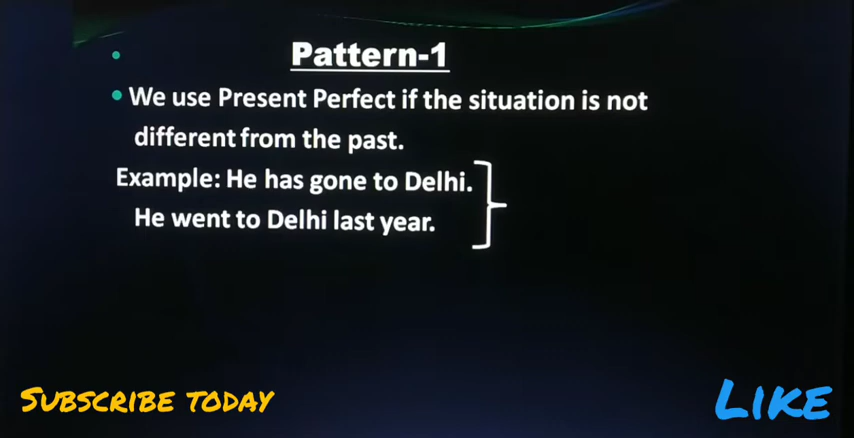 Pattern-1
We use Present Perfect if the situation is not
different from the past.
Example: He has gone to Delhi.
He went to Delhi last year.
SUBSCRIBE TODAY
LIKE